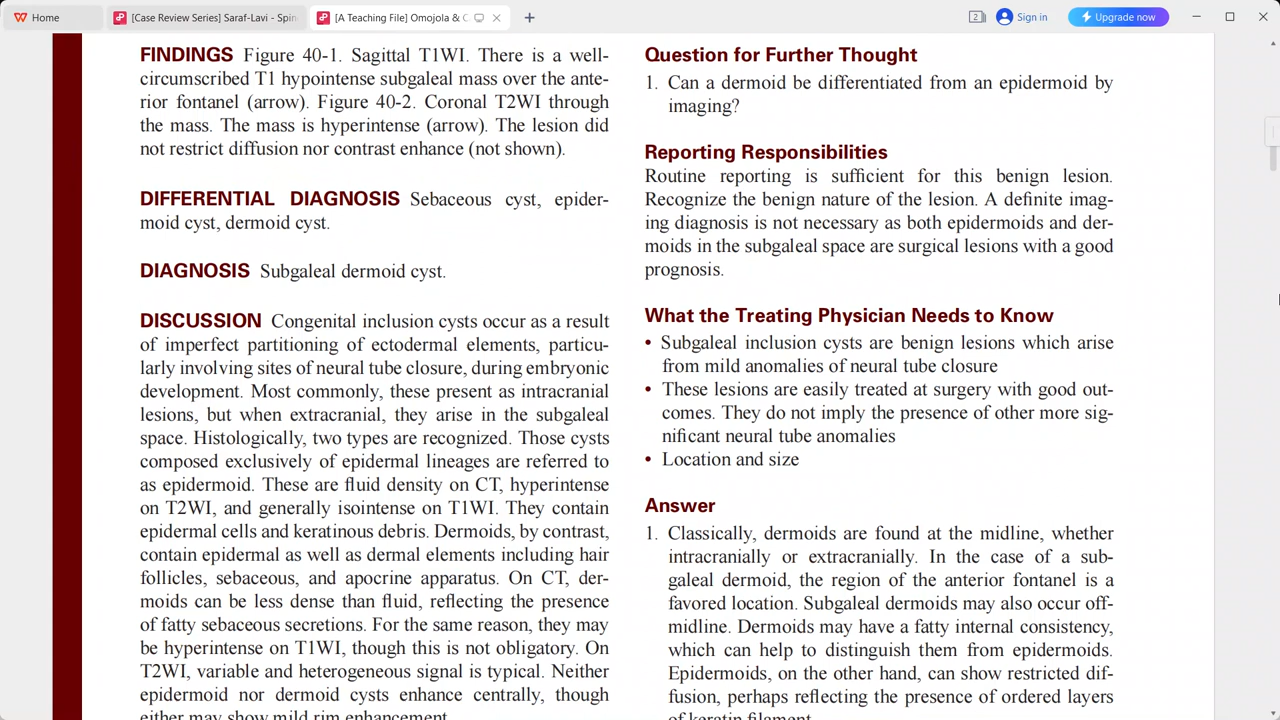 Home
[Case Review Series] Saraf-Lavi - Spin
[A Teaching File] Omojola & C
2
Sign in
Upgrade now
FINDINGS Figure 40-1. Sagittal T1WI. There is a well-
circumscribed T1 hypointense subgaleal mass over the ante-
rior fontanel (arrow). Figure 40-2. Coronal T2WI through
the mass. The mass is hyperintense (arrow). The lesion did
not restrict diffusion nor contrast enhance (not shown).
DIFFERENTIAL DIAGNOSIS Sebaceous cyst, epider-
moid cyst, dermoid cyst.
DIAGNOSIS Subgaleal dermoid cyst.
DISCUSSION Congenital inclusion cysts occur as a result
of imperfect partitioning of ectodermal elements, particu-
larly involving sites of neural tube closure, during embryonic
development. Most commonly, these present as intracranial
lesions, but when extracranial, they arise in the subgaleal
space. Histologically, two types are recognized. Those cysts
composed exclusively of epidermal lineages are referred to
as epidermoid. These are fluid density on CT, hyperintense
on T2WI, and generally isointense on T1WI. They contain
epidermal cells and keratinous debris. Dermoids, by contrast,
contain epidermal as well as dermal elements including hair
follicles, sebaceous, and apocrine apparatus. On CT, der-
moids can be less dense than fluid, reflecting the presence
of fatty sebaceous secretions. For the same reason, they may
be hyperintense on T1WI, though this is not obligatory. On
T2WI, variable and heterogeneous signal is typical. Neither
epidermoid nor dermoid cysts enhance centrally, though
either may show mild rim enhancement.
Question for Further Thought
1. Can a dermoid be differentiated from an epidermoid by
imaging?
Reporting Responsibilities
Routine reporting is sufficient for this benign lesion.
Recognize the benign nature of the lesion. A definite imag-
ing diagnosis is not necessary as both epidermoids and der-
moids in the subgaleal space are surgical lesions with a good
prognosis.
What the Treating Physician Needs to Know
• Subgaleal inclusion cysts are benign lesions which arise
from mild anomalies of neural tube closure
• These lesions are easily treated at surgery with good out-
comes. They do not imply the presence of other more sig-
nificant neural tube anomalies
• Location and size
Answer
1. Classically, dermoids are found at the midline, whether
intracranially or extracranially. In the case of a sub-
galeal dermoid, the region of the anterior fontanel is a
favored location. Subgaleal dermoids may also occur off-
midline. Dermoids may have a fatty internal consistency,
which can help to distinguish them from epidermoids.
Epidermoids, on the other hand, can show restricted dif-
fusion, perhaps reflecting the presence of ordered layers
of keratin filament.